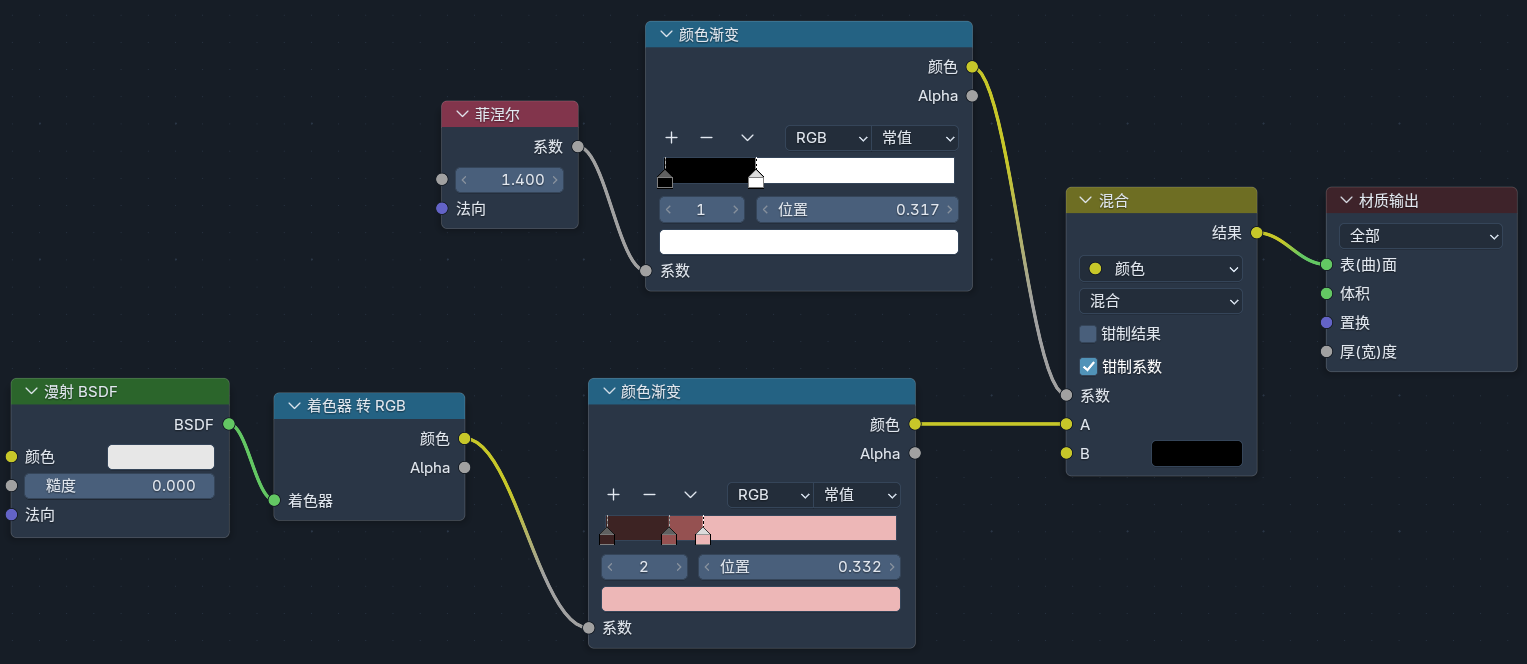 颜色渐变
颜色
Alpha
RGB
常值
1
位置
0.317
系数
菲涅尔
系数
1.400
法向
混合
结果
颜色
混合
钳制结果
钳制系数
系数
A
B
材质输出
全部
表(曲)面
体积
置换
厚(宽)度
漫射 BSDF
BSDF
颜色
糙度
0.000
法向
着色器 转 RGB
颜色
Alpha
着色器
颜色渐变
颜色
Alpha
RGB
常值
2
位置
0.332
系数